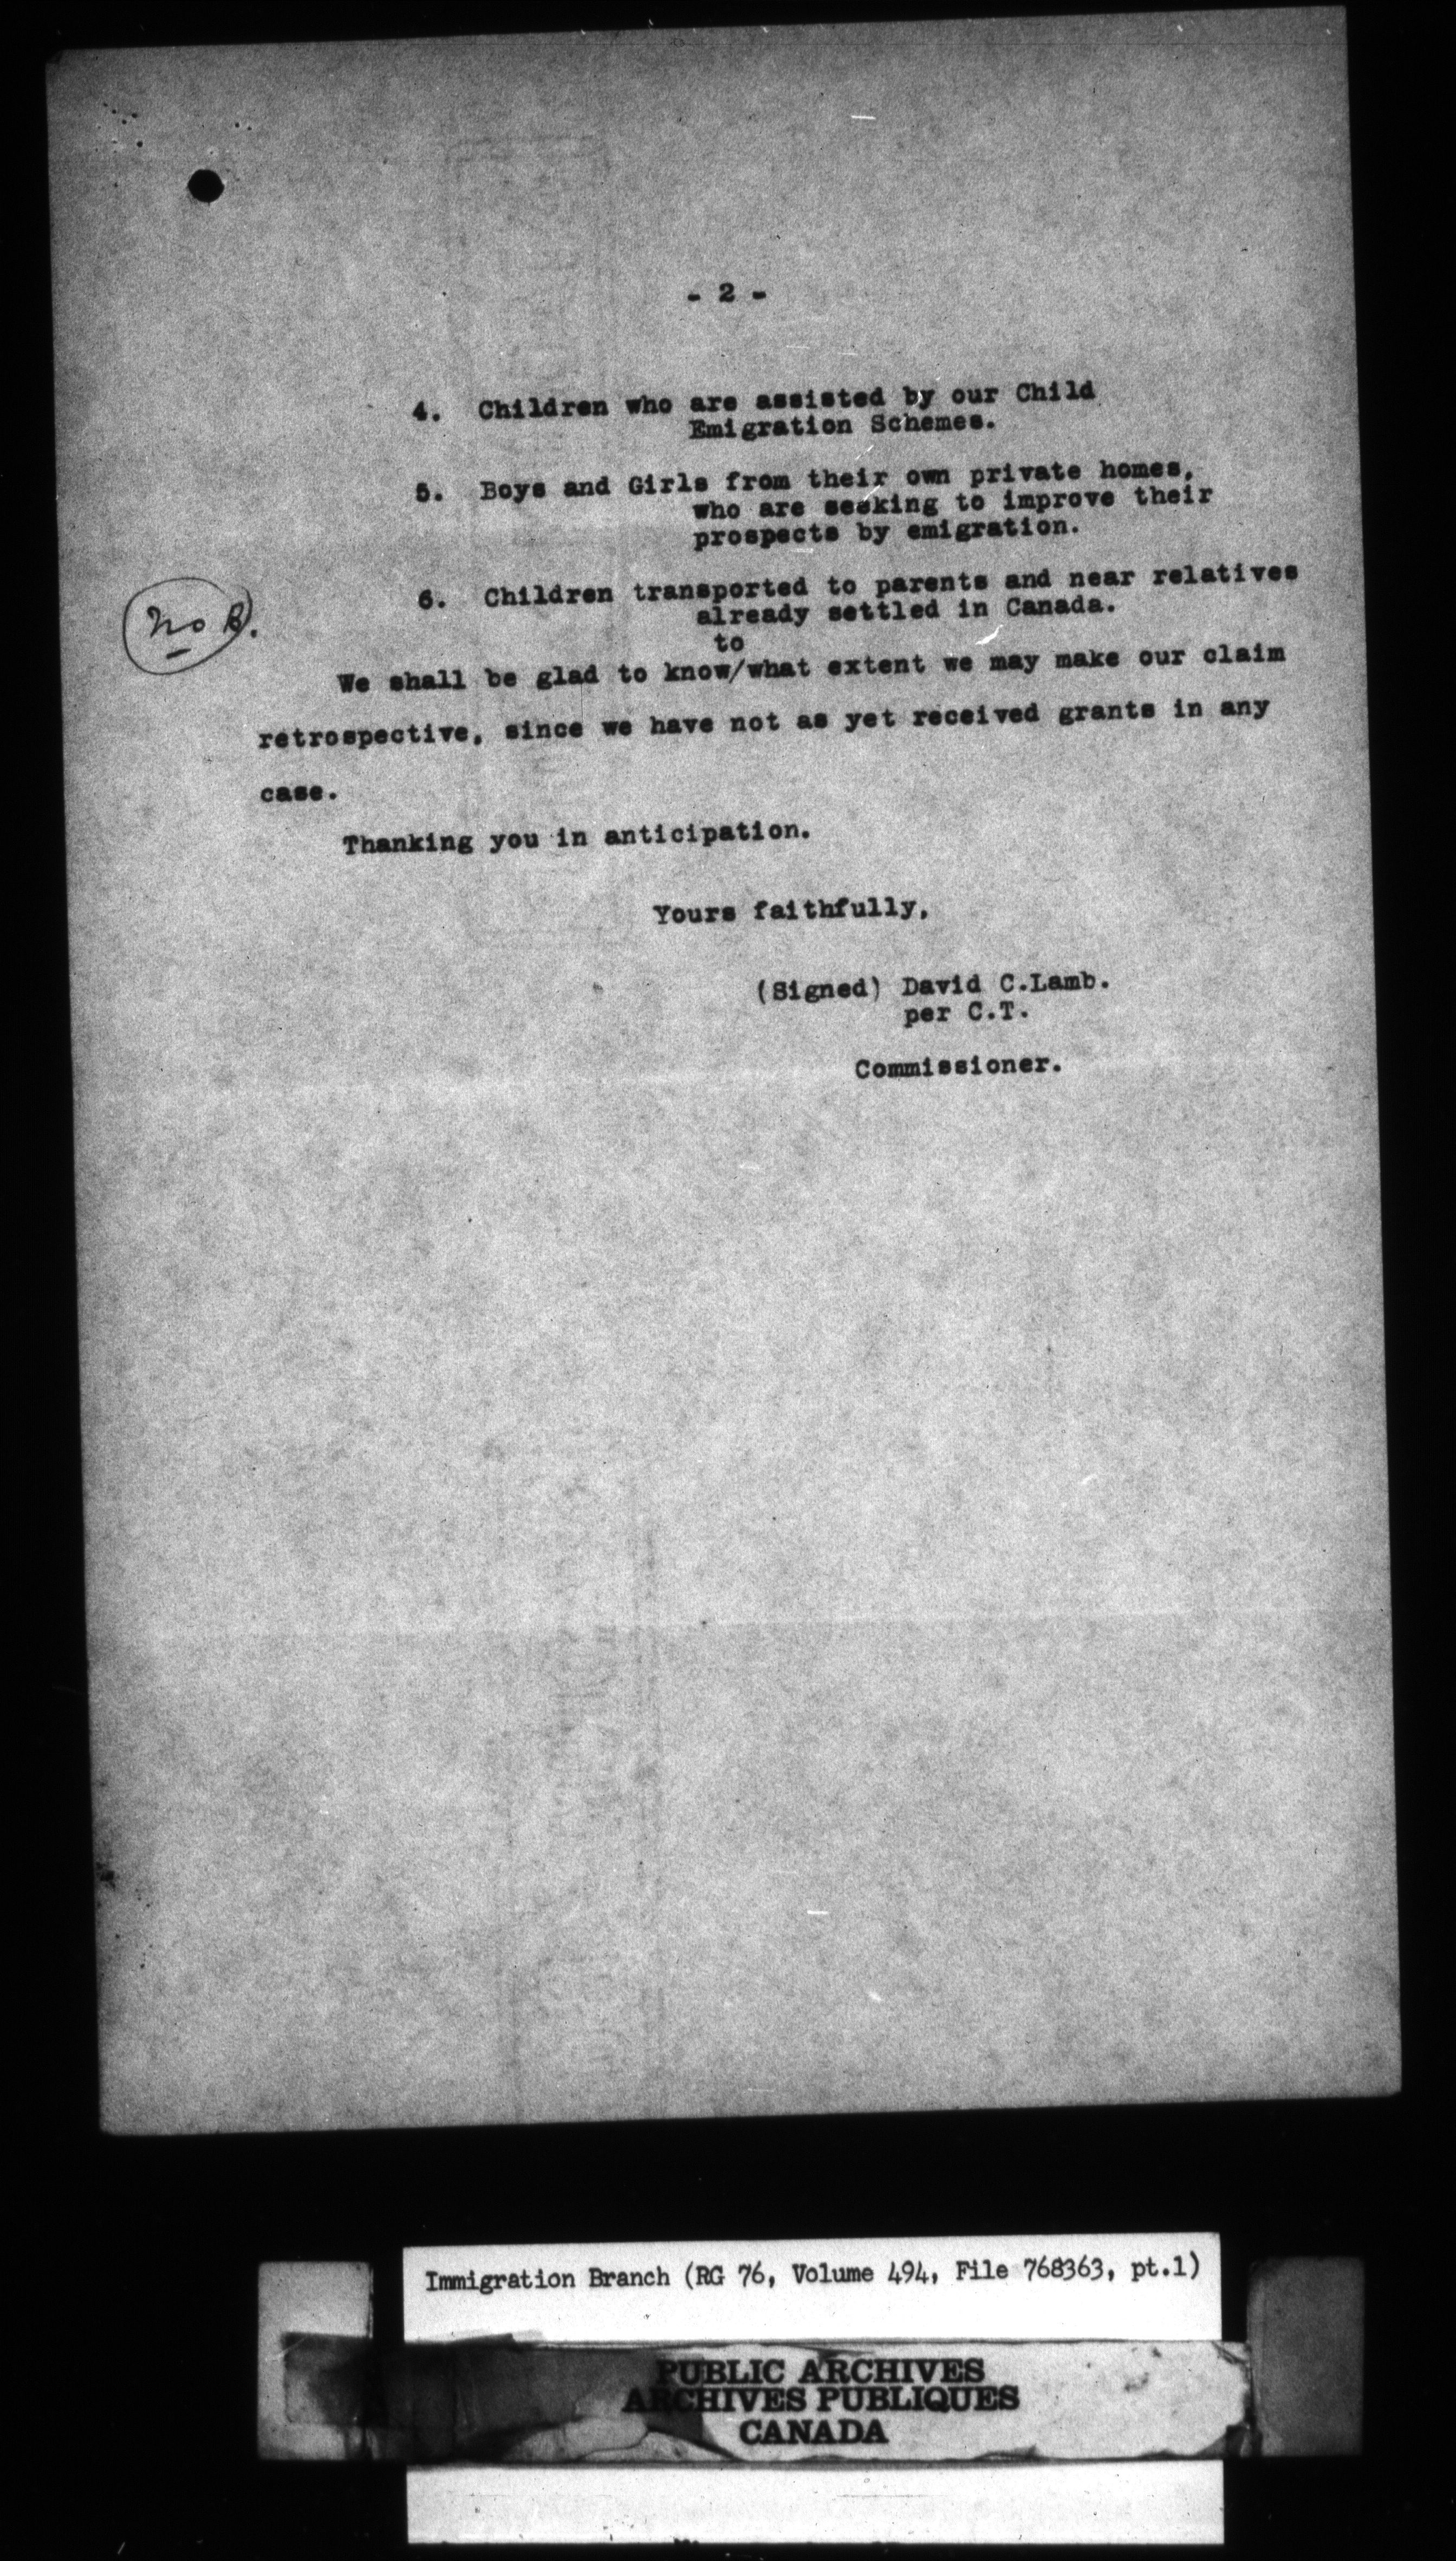 - 2 -
4. Children who are assisted by our Child
Emigration Schemes.
5. Boys and Girls from their own private homes,
who are seeking to improve their
prospects by emigration.
6. Children transported to parents and near relatives
already settled in Canada.
No B.
to
We shall be glad to know/what extent we may make our claim
retrospective, since we have not as yet received grants in any
case.
Thanking you in anticipation.
Yours faithfully,
(Signed) David C.Lamb.
per C.T.
Commissioner.
Immigration Branch (RG 76, Volume 494, File 768363, pt.1)
PUBLIC ARCHIVES
ARCHIVES PUBLIQUES
CANADA